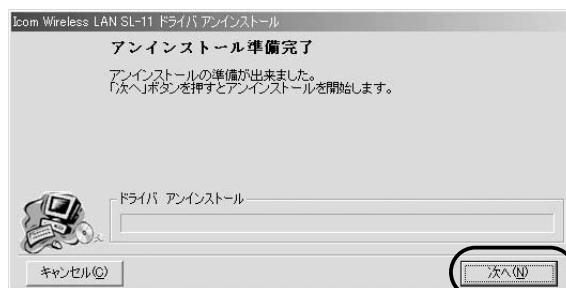 Icom Wireless LAN SL-11 ドライバ アンインストール
アンインストール準備完了
アンインストールの準備が出来ました。
「次へ」ボタンを押すとアンインストールを開始します。
ドライバ アンインストール
キャンセル(C)
次へ(N)